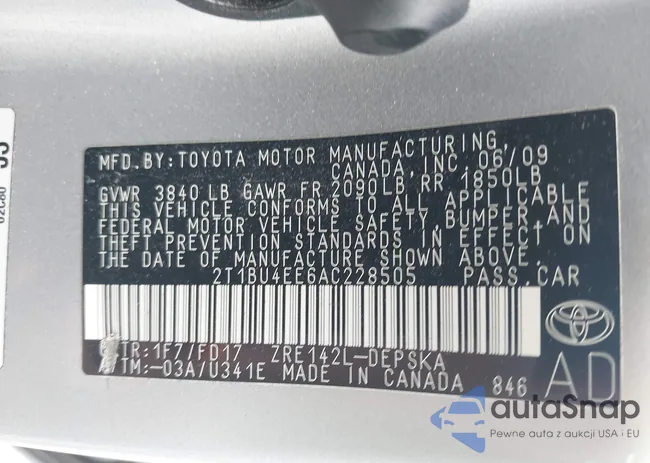 MFD.BY:TOYOTA MOTOR MANUFACTURING,
CANADA, INC. 06/09
GVWR 3840 LB GAWR FR 2090LB RR 1850LB
THIS VEHICLE CONFORMS TO ALL APPLICABLE
FEDERAL MOTOR VEHICLE SAFETY, BUMPER, AND
THEFT PREVENTION STANDARDS IN EFFECT ON
THE DATE OF MANUFACTURE SHOWN ABOVE.
2T1BU4EE6AC228505 PASS.CAR
C/TR:1F7/FD17 ZRE142L-DEPSKA
A/TM:-03A/U341E MADE IN CANADA 846
AD
autoSnap
Pewne auta z aukcji USA i EU